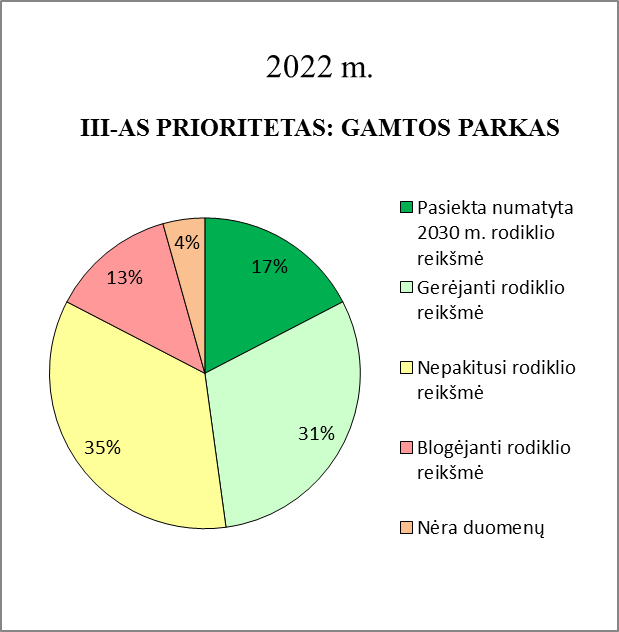 2022 m.
III-AS PRIORITETAS: GAMTOS PARKAS
4%
17%
13%
31%
35%
Pasiekta numatyta
2030 m. rodiklio
reikšmė
Gerėjanti rodiklio
reikšmė
Nepakitusi rodiklio
reikšmė
Blogėjanti rodiklio
reikšmė
Nėra duomenų